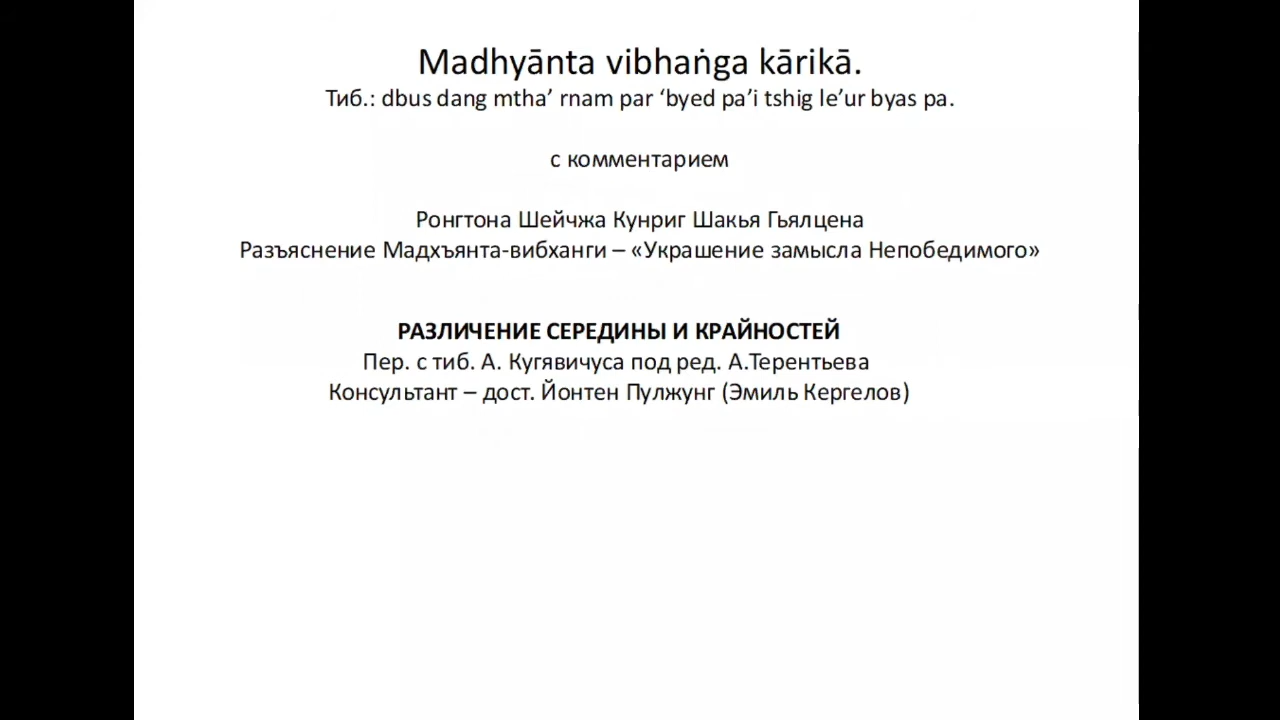 Madhyānta vibhaṅga kārikā.
Тиб.: dbus dang mtha’ rnam par ‘byed pa’i tshig le’ur byas pa.
с комментарием
Ронгтона Шейчжа Кунриг Шакья Гьялцена
Разъяснение Мадхъянта-вибханги – «Украшение замысла Непобедимого»
РАЗЛИЧЕНИЕ СЕРЕДИНЫ И КРАЙНОСТЕЙ
Пер. с тиб. А. Кугявичуса под ред. А.Терентьева
Консультант – дост. Йонтен Пулжунг (Эмиль Кергелов)